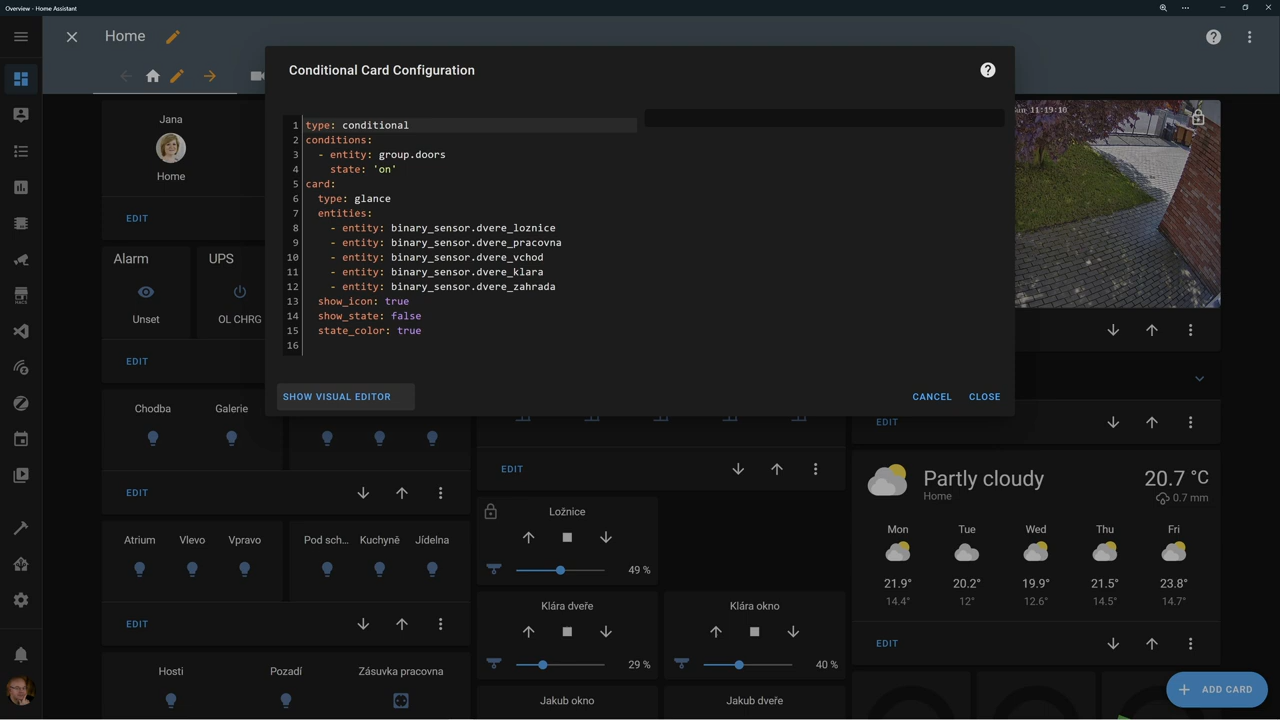 Overview - Home Assistant
Home
Conditional Card Configuration
1 type: conditional
2 conditions:
3 - entity: group.doors
4 state: 'on'
5 card:
6 type: glance
7 entities:
8 - entity: binary_sensor.dvere_loznice
9 - entity: binary_sensor.dvere_pracovna
10 - entity: binary_sensor.dvere_vchod
11 - entity: binary_sensor.dvere_klara
12 - entity: binary_sensor.dvere_zahrada
13 show_icon: true
14 show_state: false
15 state_color: true
16
SHOW VISUAL EDITOR
CANCEL
CLOSE
Jana
Home
EDIT
Alarm
UPS
Unset
OL CHRG
EDIT
Chodba
Galerie
EDIT
Atrium
Vlevo
Vpravo
Pod sch...
Kuchyně
Jídelna
EDIT
Hosti
Pozadí
Zásuvka pracovna
HACS
EDIT
Ložnice
49 %
Klára dveře
Klára okno
29 %
40 %
Jakub okno
Jakub dveře
11:19:10
EDIT
Partly cloudy
Home
20.7 °C
0.7 mm
Mon
Tue
Wed
Thu
Fri
21.9°
20.2°
19.9°
21.5°
23.8°
14.4°
12°
12.6°
14.5°
14.7°
EDIT
ADD CARD